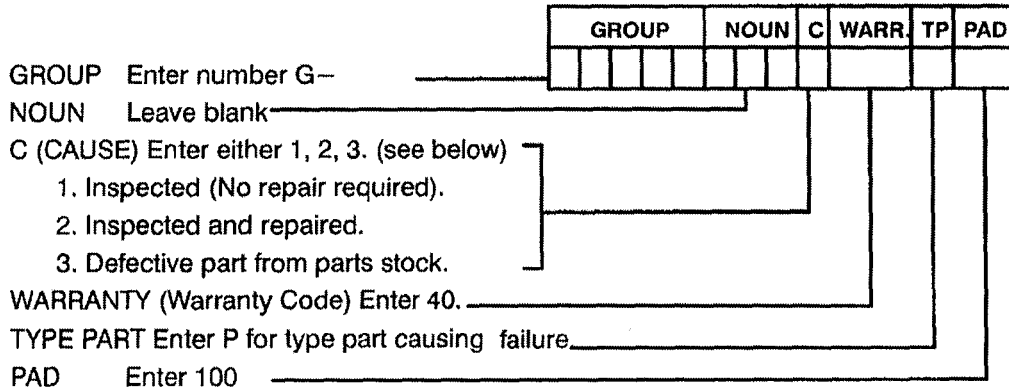 GROUP NOUN C WARR. TP PAD
GROUP Enter number G–
NOUN Leave blank
C (CAUSE) Enter either 1, 2, 3. (see below)
1. Inspected (No repair required).
2. Inspected and repaired.
3. Defective part from parts stock.
WARRANTY (Warranty Code) Enter 40.
TYPE PART Enter P for type part causing failure
PAD Enter 100